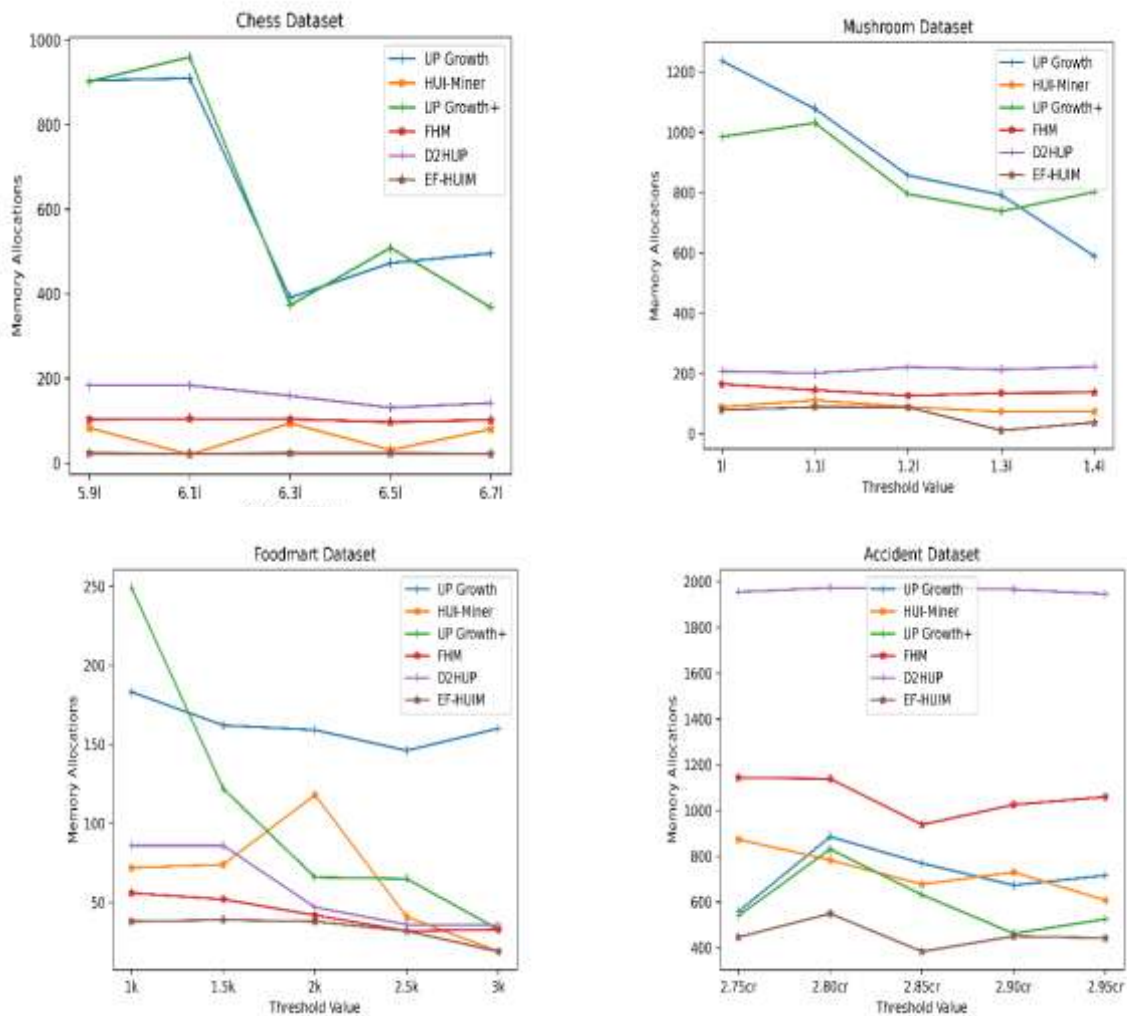 Chess Dataset
Memory Allocations
1000
800
600
400
200
0
UP Growth
HUI-Miner
UP Growth+
FHM
D2HUP
EF-HUIM
5.9l
6.1l
6.3l
6.5l
6.7l
Mushroom Dataset
Memory Allocations
1200
1000
800
600
400
200
0
UP Growth
HUI-Miner
UP Growth+
FHM
D2HUP
EF-HUIM
1l
1.1l
1.2l
1.3l
1.4l
Threshold Value
Foodmart Dataset
Memory Allocations
250
200
150
100
50
UP Growth
HUI-Miner
UP Growth+
FHM
D2HUP
EF-HUIM
1k
1.5k
2k
2.5k
3k
Threshold Value
Accident Dataset
Memory Allocations
2000
1800
1600
1400
1200
1000
800
600
400
UP Growth
HUI-Miner
UP Growth+
FHM
D2HUP
EF-HUIM
2.75cr
2.80cr
2.85cr
2.90cr
2.95cr
Threshold Value